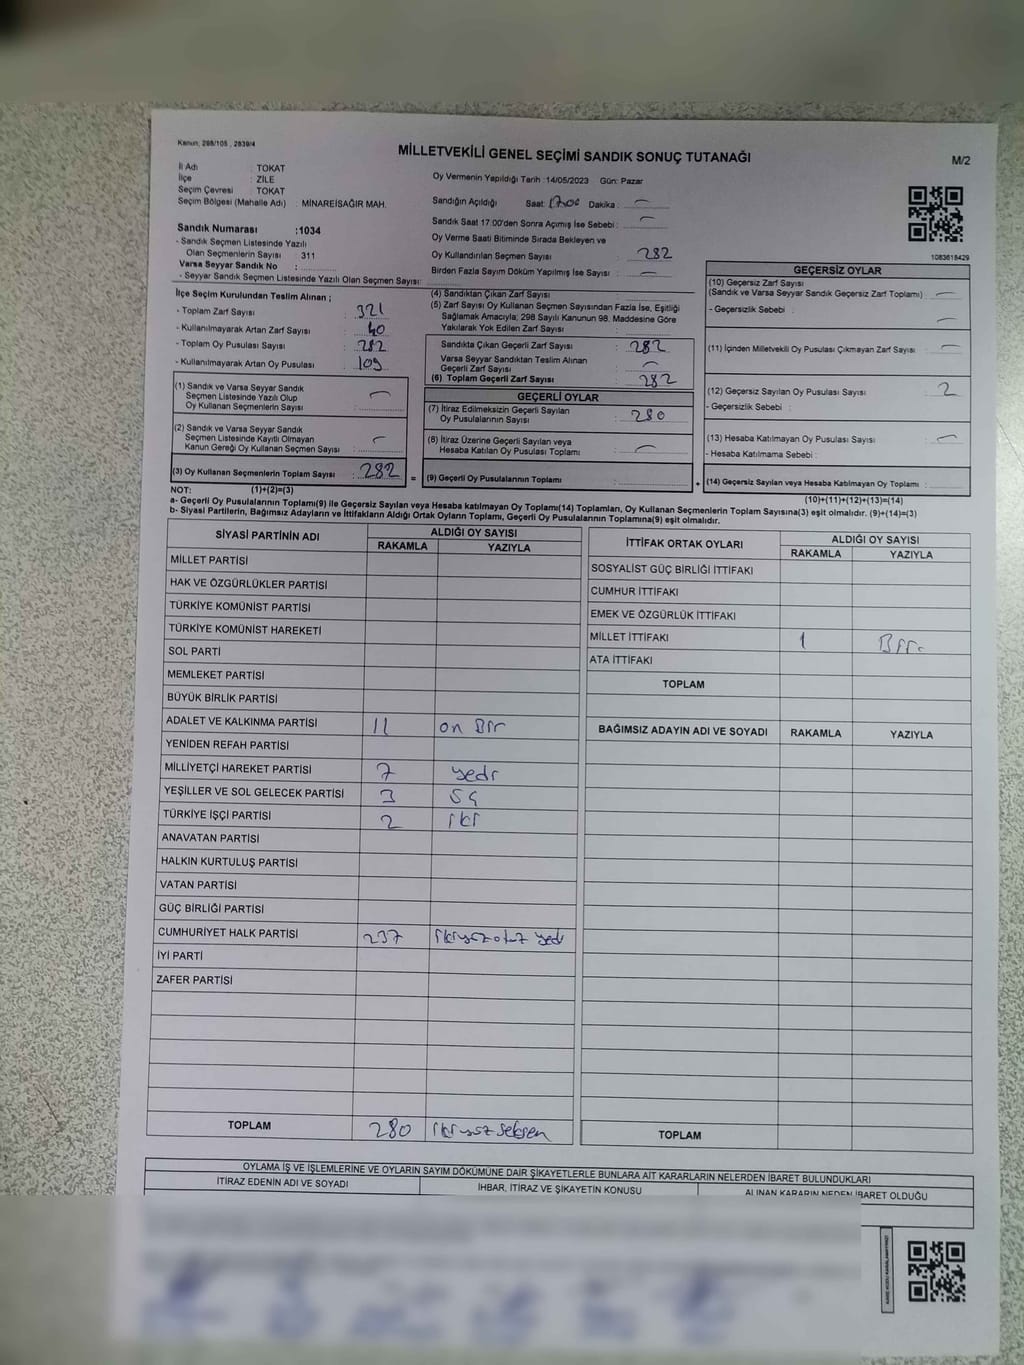 Kanun; 298/105 , 2839/4
MİLLETVEKİLİ GENEL SEÇİMİ SANDIK SONUÇ TUTANAĞI
M/2
İl Adı : TOKAT
İlçe : ZİLE
Seçim Çevresi : TOKAT
Seçim Bölgesi (Mahalle Adı) : MİNAREİSAĞIR MAH.
Sandık Numarası :1034
- Sandık Seçmen Listesinde Yazılı
Olan Seçmenlerin Sayısı : 311
Varsa Seyyar Sandık No :
- Seyyar Sandık Seçmen Listesinde Yazılı Olan Seçmen Sayısı:
Oy Vermenin Yapıldığı Tarih :14/05/2023 Gün: Pazar
Sandığın Açıldığı Saat: 1700 Dakika : —
Sandık Saat 17:00'den Sonra Açılmış İse Sebebi : —
Oy Verme Saati Bitiminde Sırada Bekleyen ve
Oy Kullandırılan Seçmen Sayısı : 282
Birden Fazla Sayım Döküm Yapılmış İse Sayısı : —
1083618429
İlçe Seçim Kurulundan Teslim Alınan ;
- Toplam Zarf Sayısı : 321
- Kullanılmayarak Artan Zarf Sayısı : 40
- Toplam Oy Pusulası Sayısı : 282
- Kullanılmayarak Artan Oy Pusulası : 109
(1) Sandık ve Varsa Seyyar Sandık
Seçmen Listesinde Yazılı Olup
Oy Kullanan Seçmenlerin Sayısı : —
(2) Sandık ve Varsa Seyyar Sandık
Seçmen Listesinde Kayıtlı Olmayan
Kanun Gereği Oy Kullanan Seçmen Sayısı : —
(3) Oy Kullanan Seçmenlerin Toplam Sayısı : 282
(4) Sandıktan Çıkan Zarf Sayısı
(5) Zarf Sayısı Oy Kullanan Seçmen Sayısından Fazla İse, Eşitliği
Sağlamak Amacıyla; 298 Sayılı Kanunun 98. Maddesine Göre
Yakılarak Yok Edilen Zarf Sayısı :
Sandıkta Çıkan Geçerli Zarf Sayısı : 282
Varsa Seyyar Sandıktan Teslim Alınan
Geçerli Zarf Sayısı : —
(6) Toplam Geçerli Zarf Sayısı : 282
GEÇERLİ OYLAR
(7) İtiraz Edilmeksizin Geçerli Sayılan
Oy Pusulalarının Sayısı : 280
(8) İtiraz Üzerine Geçerli Sayılan veya
Hesaba Katılan Oy Pusulası Toplamı : —
= (9) Geçerli Oy Pusulalarının Toplamı :
GEÇERSİZ OYLAR
(10) Geçersiz Zarf Sayısı
(Sandık ve Varsa Seyyar Sandık Geçersiz Zarf Toplamı) : —
- Geçersizlik Sebebi : —
(11) İçinden Milletvekili Oy Pusulası Çıkmayan Zarf Sayısı : —
(12) Geçersiz Sayılan Oy Pusulası Sayısı : 2
- Geçersizlik Sebebi :
(13) Hesaba Katılmayan Oy Pusulası Sayısı : —
- Hesaba Katılmama Sebebi :
+ (14) Geçersiz Sayılan veya Hesaba Katılmayan Oy Toplamı :
NOT: (1)+(2)=(3)
(10)+(11)+(12)+(13)=(14)
a- Geçerli Oy Pusulalarının Toplamı(9) ile Geçersiz Sayılan veya Hesaba katılmayan Oy Toplamı(14) Toplamları, Oy Kullanan Seçmenlerin Toplam Sayısına(3) eşit olmalıdır. (9)+(14)=(3)
b- Siyasi Partilerin, Bağımsız Adayların ve İttifakların Aldığı Ortak Oyların Toplamı, Geçerli Oy Pusulalarının Toplamına(9) eşit olmalıdır.
SİYASİ PARTİNİN ADI ALDIĞI OY SAYISI
RAKAMLA YAZIYLA
MİLLET PARTİSİ
HAK VE ÖZGÜRLÜKLER PARTİSİ
TÜRKİYE KOMÜNİST PARTİSİ
TÜRKİYE KOMÜNİST HAREKETİ
SOL PARTİ
MEMLEKET PARTİSİ
BÜYÜK BİRLİK PARTİSİ
ADALET VE KALKINMA PARTİSİ 11 on Bir
YENİDEN REFAH PARTİSİ
MİLLİYETÇİ HAREKET PARTİSİ 7 yedi
YEŞİLLER VE SOL GELECEK PARTİSİ 3
TÜRKİYE İŞÇİ PARTİSİ 2 iki
ANAVATAN PARTİSİ
HALKIN KURTULUŞ PARTİSİ
VATAN PARTİSİ
GÜÇ BİRLİĞİ PARTİSİ
CUMHURİYET HALK PARTİSİ 237 ikiyüzotuz yedi
İYİ PARTİ
ZAFER PARTİSİ
TOPLAM 280 ikiyüz seksen
İTTİFAK ORTAK OYLARI ALDIĞI OY SAYISI
RAKAMLA YAZIYLA
SOSYALİST GÜÇ BİRLİĞİ İTTİFAKI
CUMHUR İTTİFAKI
EMEK VE ÖZGÜRLÜK İTTİFAKI
MİLLET İTTİFAKI 1 Bir
ATA İTTİFAKI
TOPLAM
BAĞIMSIZ ADAYIN ADI VE SOYADI RAKAMLA YAZIYLA
TOPLAM
OYLAMA İŞ VE İŞLEMLERİNE VE OYLARIN SAYIM DÖKÜMÜNE DAİR ŞİKAYETLERLE BUNLARA AİT KARARLARIN NELERDEN İBARET BULUNDUKLARI
İTİRAZ EDENİN ADI VE SOYADI İHBAR, İTİRAZ VE ŞİKAYETİN KONUSU ALINAN KARARIN NEDEN İBARET OLDUĞU